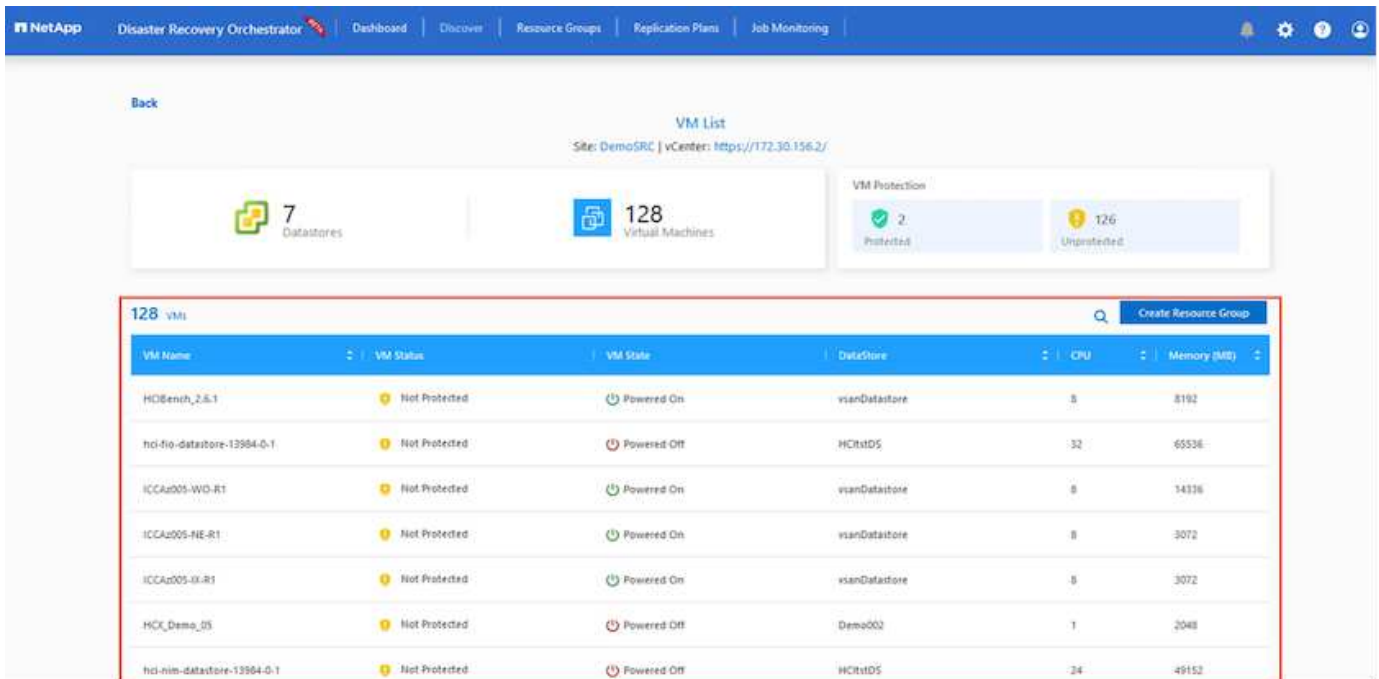 NetApp Disaster Recovery Orchestrator Dashboard Discover Resource Groups Replication Plans Job Monitoring
Back
VM List
Site: DemoSRC | vCenter: https://172.30.156.2/
7
Datastores
128
Virtual Machines
VM Protection
2
Protected
126
Unprotected
128 VMs
Create Resource Group
VM Name VM Status VM State DataStore CPU Memory (MB)
HCIBench_2.6.1 Not Protected Powered On vsanDatastore 8 8192
hci-fio-datastore-13984-0-1 Not Protected Powered Off HCItstDS 32 65536
ICCAz005-WO-R1 Not Protected Powered On vsanDatastore 8 14336
ICCAz005-NE-R1 Not Protected Powered On vsanDatastore 8 3072
ICCAz005-IX-R1 Not Protected Powered On vsanDatastore 8 3072
HCX_Demo_05 Not Protected Powered Off Demo002 1 2048
hci-nim-datastore-13984-0-1 Not Protected Powered Off HCItstDS 24 49152